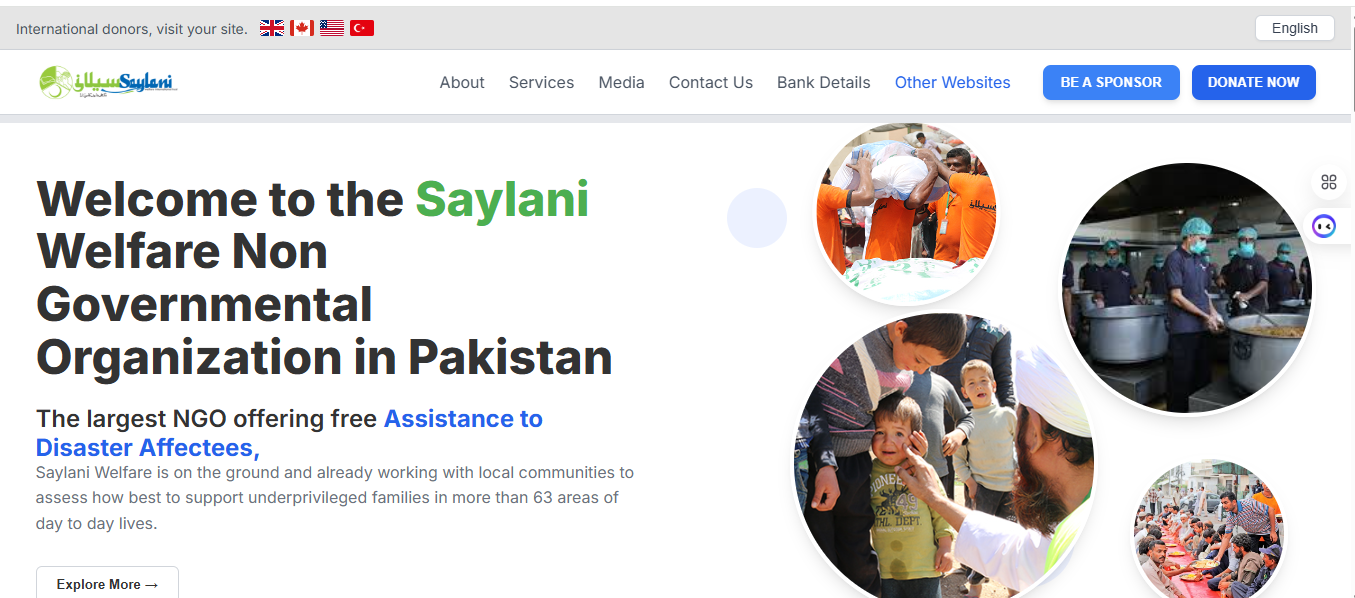 International donors, visit your site.
English
سیلانی Saylani
About Services Media Contact Us Bank Details Other Websites BE A SPONSOR DONATE NOW
Welcome to the Saylani
Welfare Non
Governmental
Organization in Pakistan
The largest NGO offering free Assistance to
Disaster Affectees,
Saylani Welfare is on the ground and already working with local communities to
assess how best to support underprivileged families in more than 63 areas of
day to day lives.
Explore More →